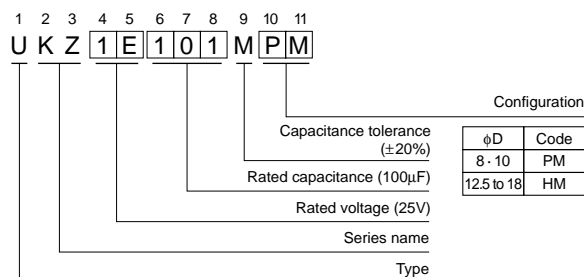 1 2 3 4 5 6 7 8 9 10 11
U K Z 1 E 1 0 1 M P M
Configuration
φD Code
8 · 10 PM
12.5 to 18 HM
Capacitance tolerance
(±20%)
Rated capacitance (100μF)
Rated voltage (25V)
Series name
Type